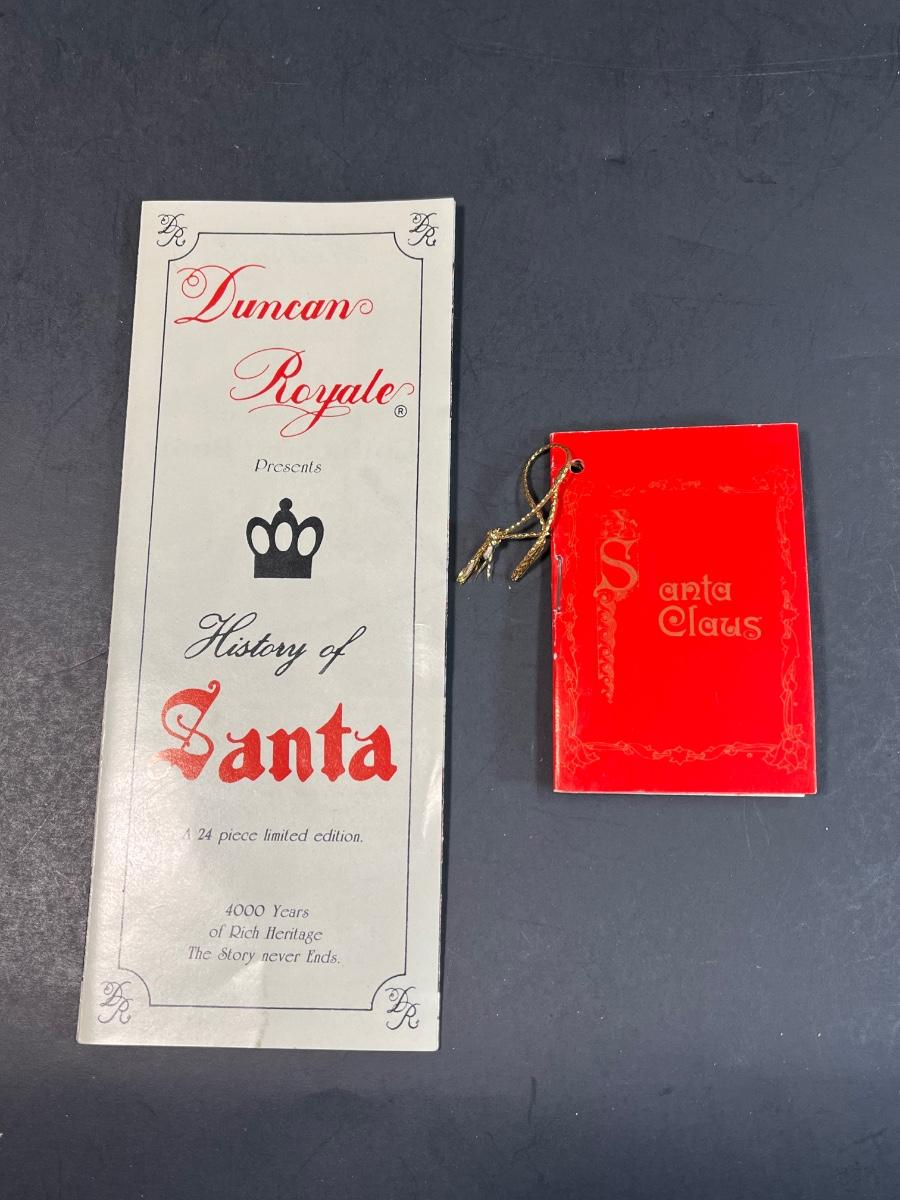 DR DR
Duncan
Royale®
Presents
History of
Santa
A 24 piece limited edition.
4000 Years
of Rich Heritage
The Story never Ends.
DR DR
Santa
Claus